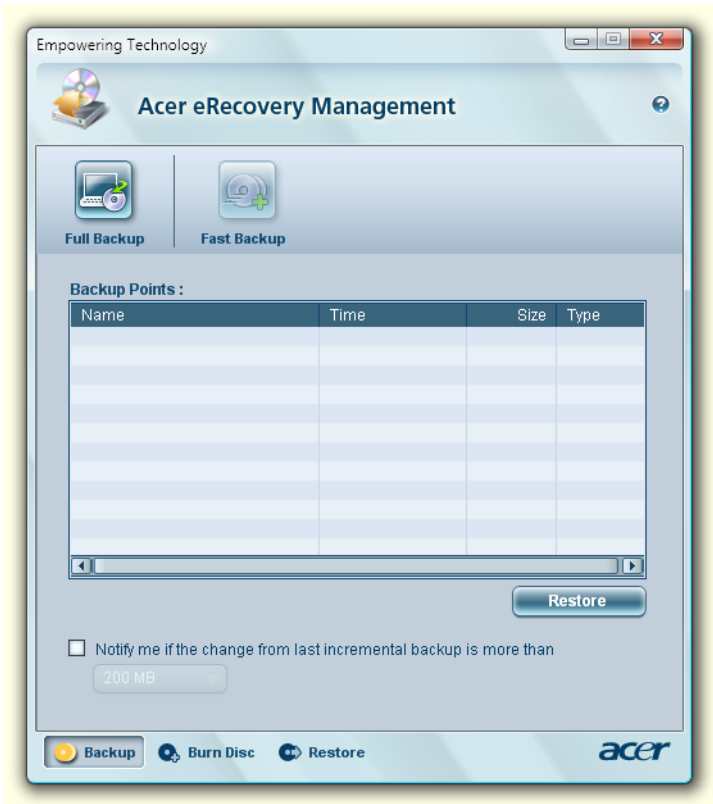 Empowering Technology
Acer eRecovery Management
Full Backup
Fast Backup
Backup Points :
Name Time Size Type
Restore
Notify me if the change from last incremental backup is more than
200 MB
Backup Burn Disc Restore acer